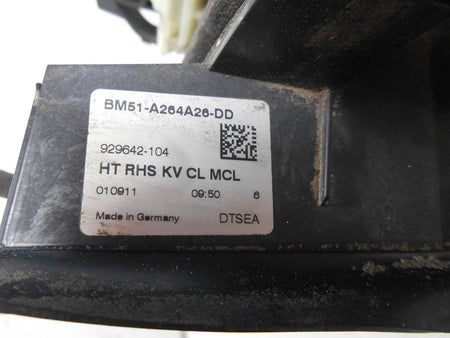 BM51-A264A26-DD
929642-104
HT RHS KV CL MCL
010911 09:50 6
Made in Germany DTSEA